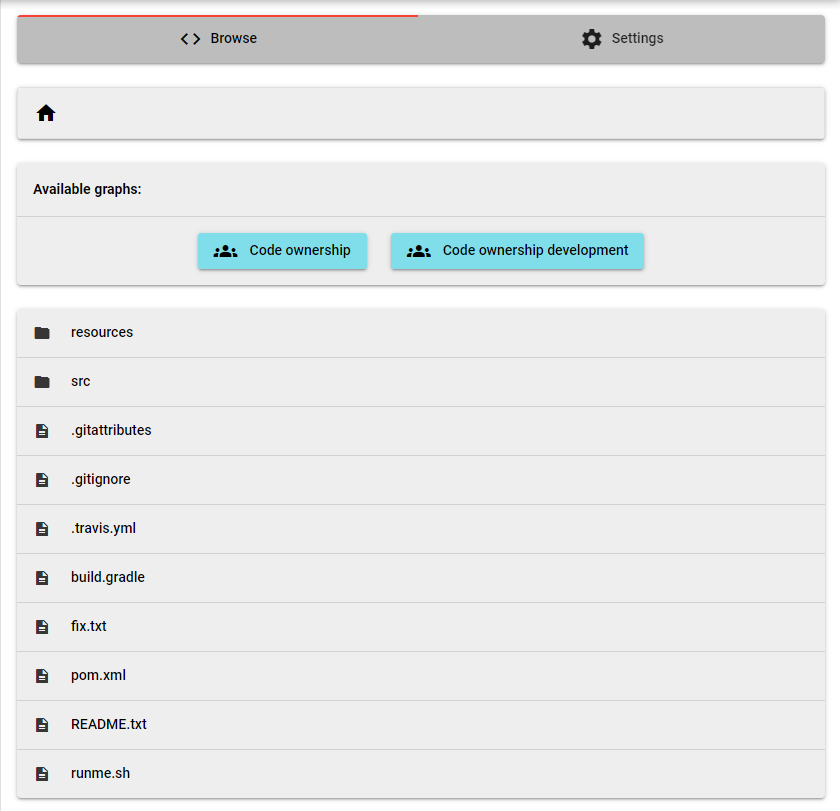 Browse
Settings
Available graphs:
Code ownership
Code ownership development
resources
src
.gitattributes
.gitignore
.travis.yml
build.gradle
fix.txt
pom.xml
README.txt
runme.sh